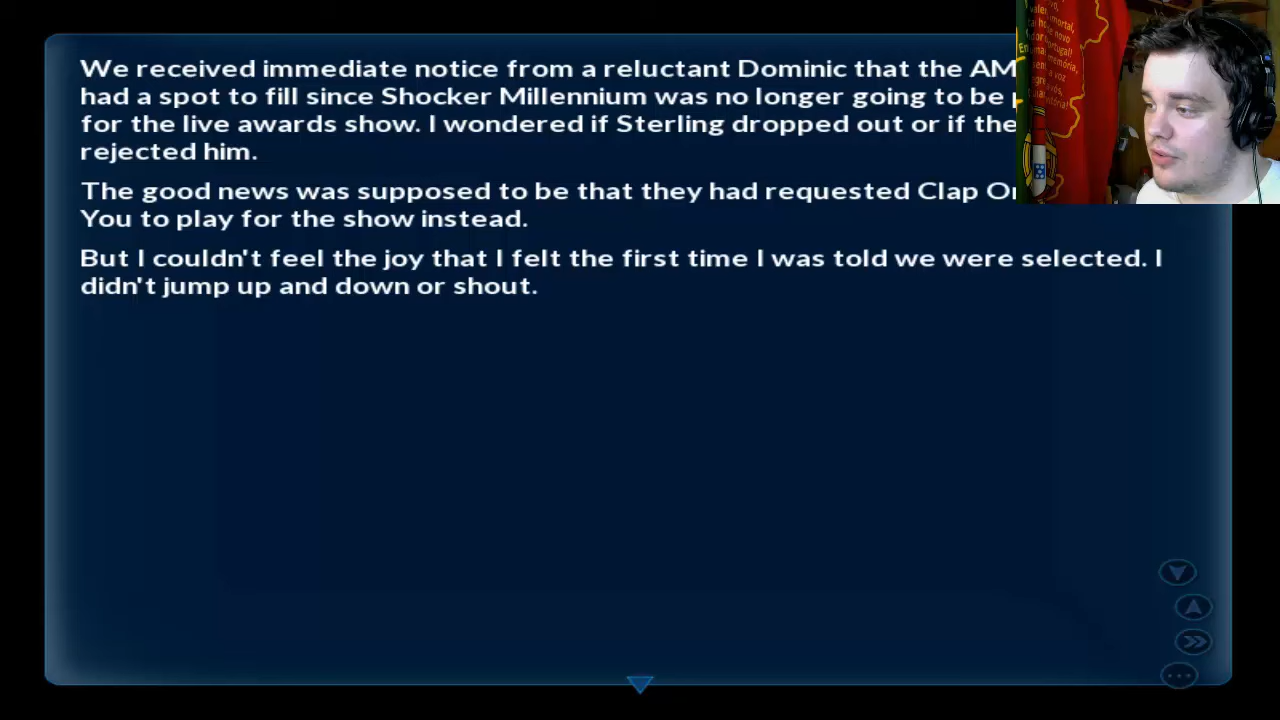 We received immediate notice from a reluctant Dominic that the AM
had a spot to fill since Shocker Millennium was no longer going to be
for the live awards show. I wondered if Sterling dropped out or if the
rejected him.
The good news was supposed to be that they had requested Clap
You to play for the show instead.
But I couldn't feel the joy that I felt the first time I was told we were selected. I
didn't jump up and down or shout.